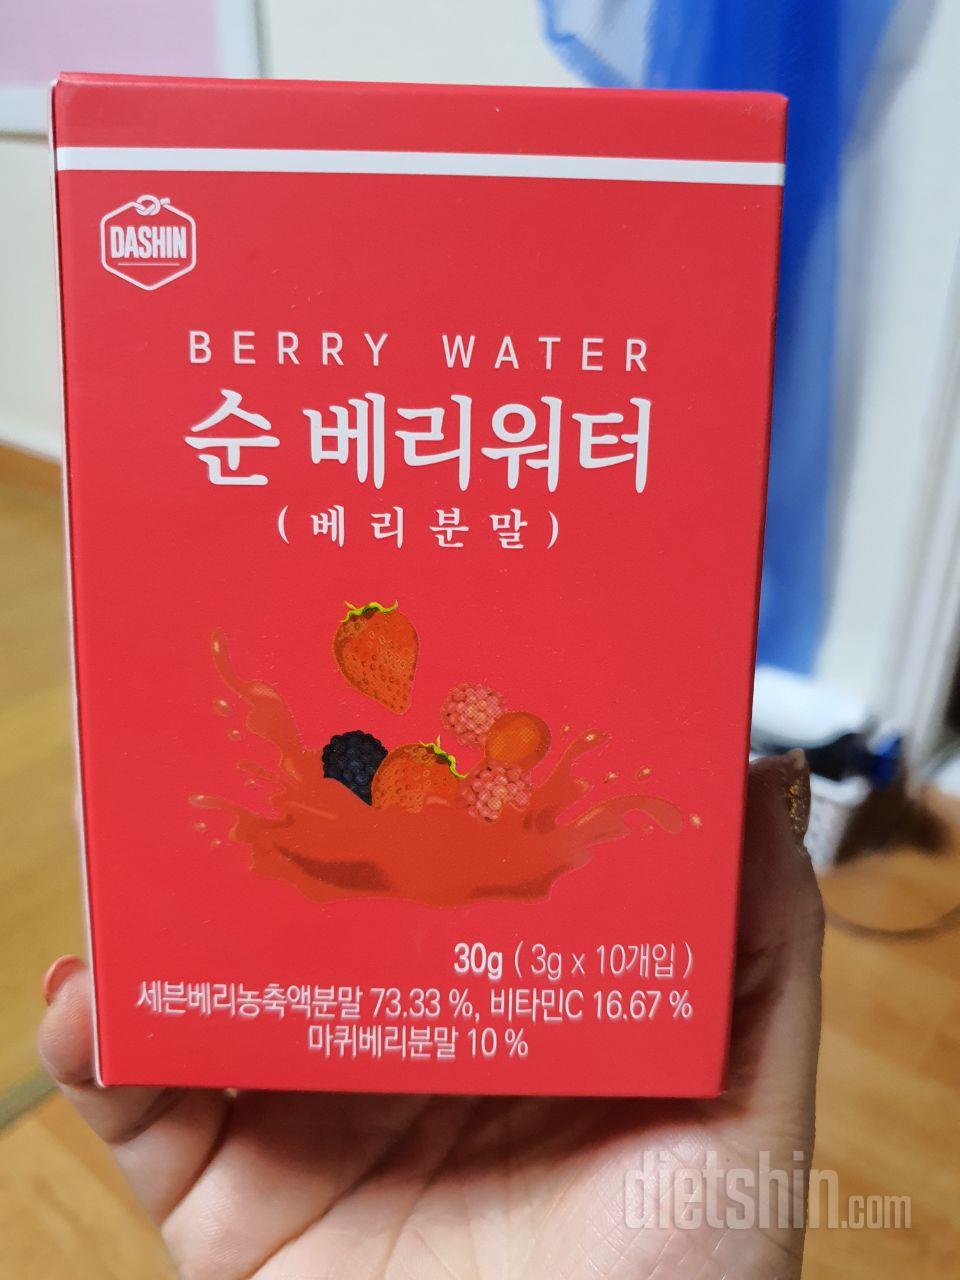 DASHIN
BERRY WATER
순 베리워터
(베리분말)
30g ( 3g x 10개입 )
세븐베리농축액분말 73.33 %, 비타민C 16.67 %
마퀴베리분말 10 %
dietshin.com